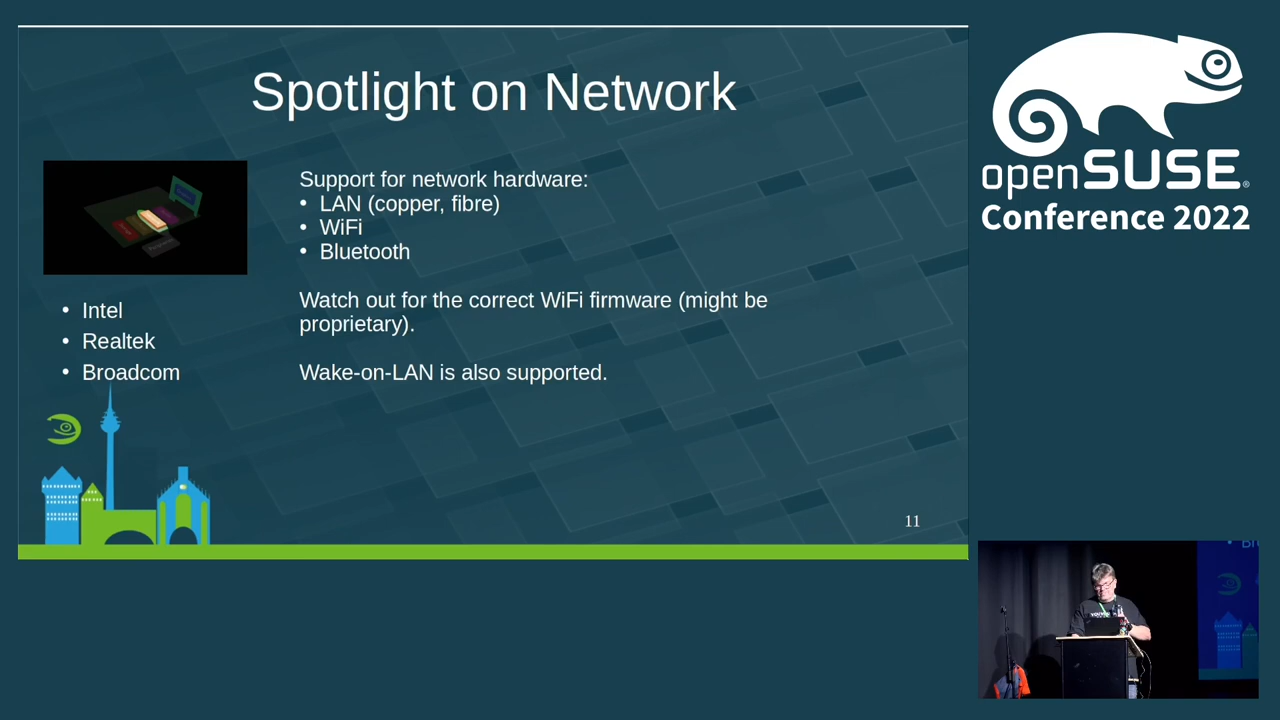 Spotlight on Network
Support for network hardware:
• LAN (copper, fibre)
• WiFi
• Bluetooth
Watch out for the correct WiFi firmware (might be
proprietary).
Wake-on-LAN is also supported.
• Intel
• Realtek
• Broadcom
11
openSUSE®
Conference 2022